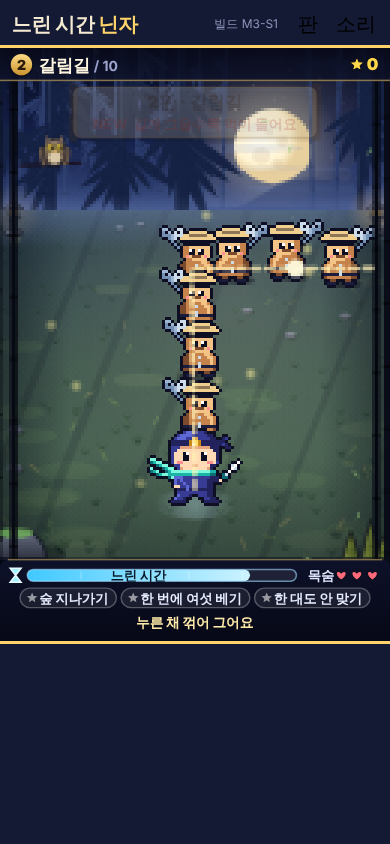 느린 시간 닌자 빌드 M3-S1 판 소리
2 갈림길 / 10 ★ 0
2판 · 갈림길
느린 시간 목숨
★ 숲 지나가기 ★ 한 번에 여섯 베기 ★ 한 대도 안 맞기
누른 채 꺾어 그어요